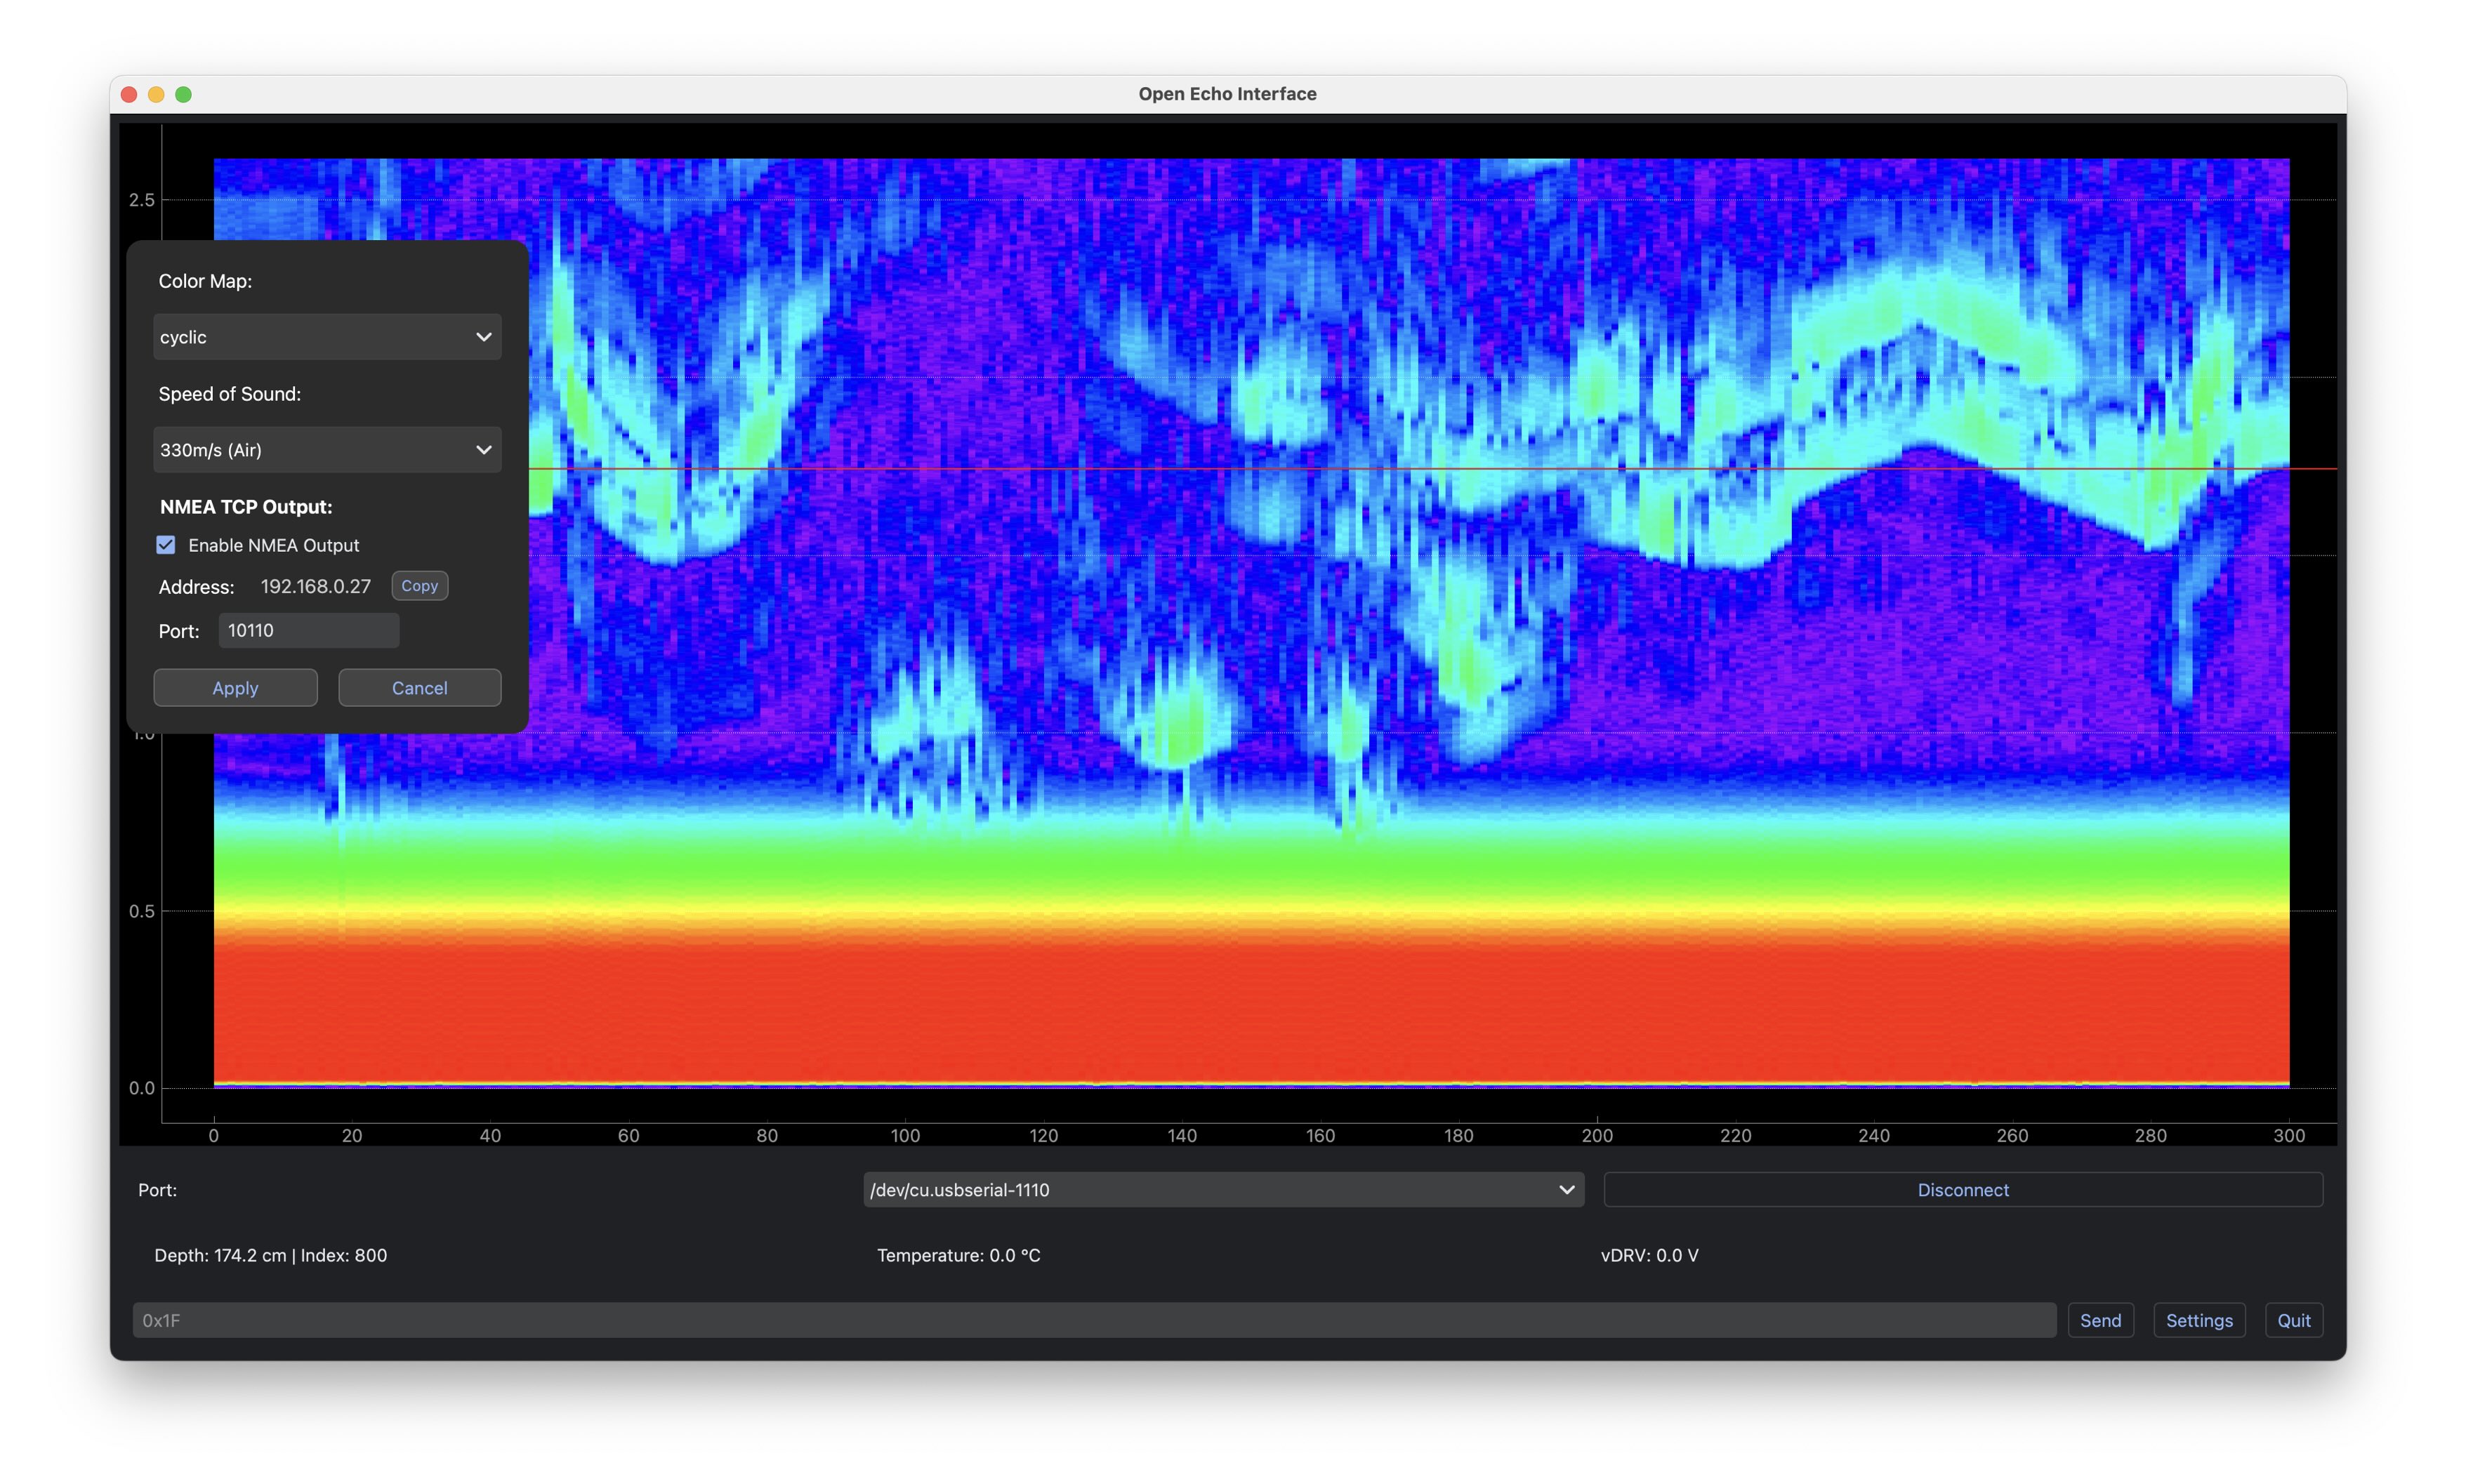 Open Echo Interface
2.5
Color Map:
cyclic
Speed of Sound:
330m/s (Air)
NMEA TCP Output:
Enable NMEA Output
Address: 192.168.0.27 Copy
Port: 10110
Apply Cancel
1.0
0.5
0.0
0 20 40 60 80 100 120 140 160 180 200 220 240 260 280 300
Port: /dev/cu.usbserial-1110 Disconnect
Depth: 174.2 cm | Index: 800 Temperature: 0.0 °C vDRV: 0.0 V
0x1F Send Settings Quit